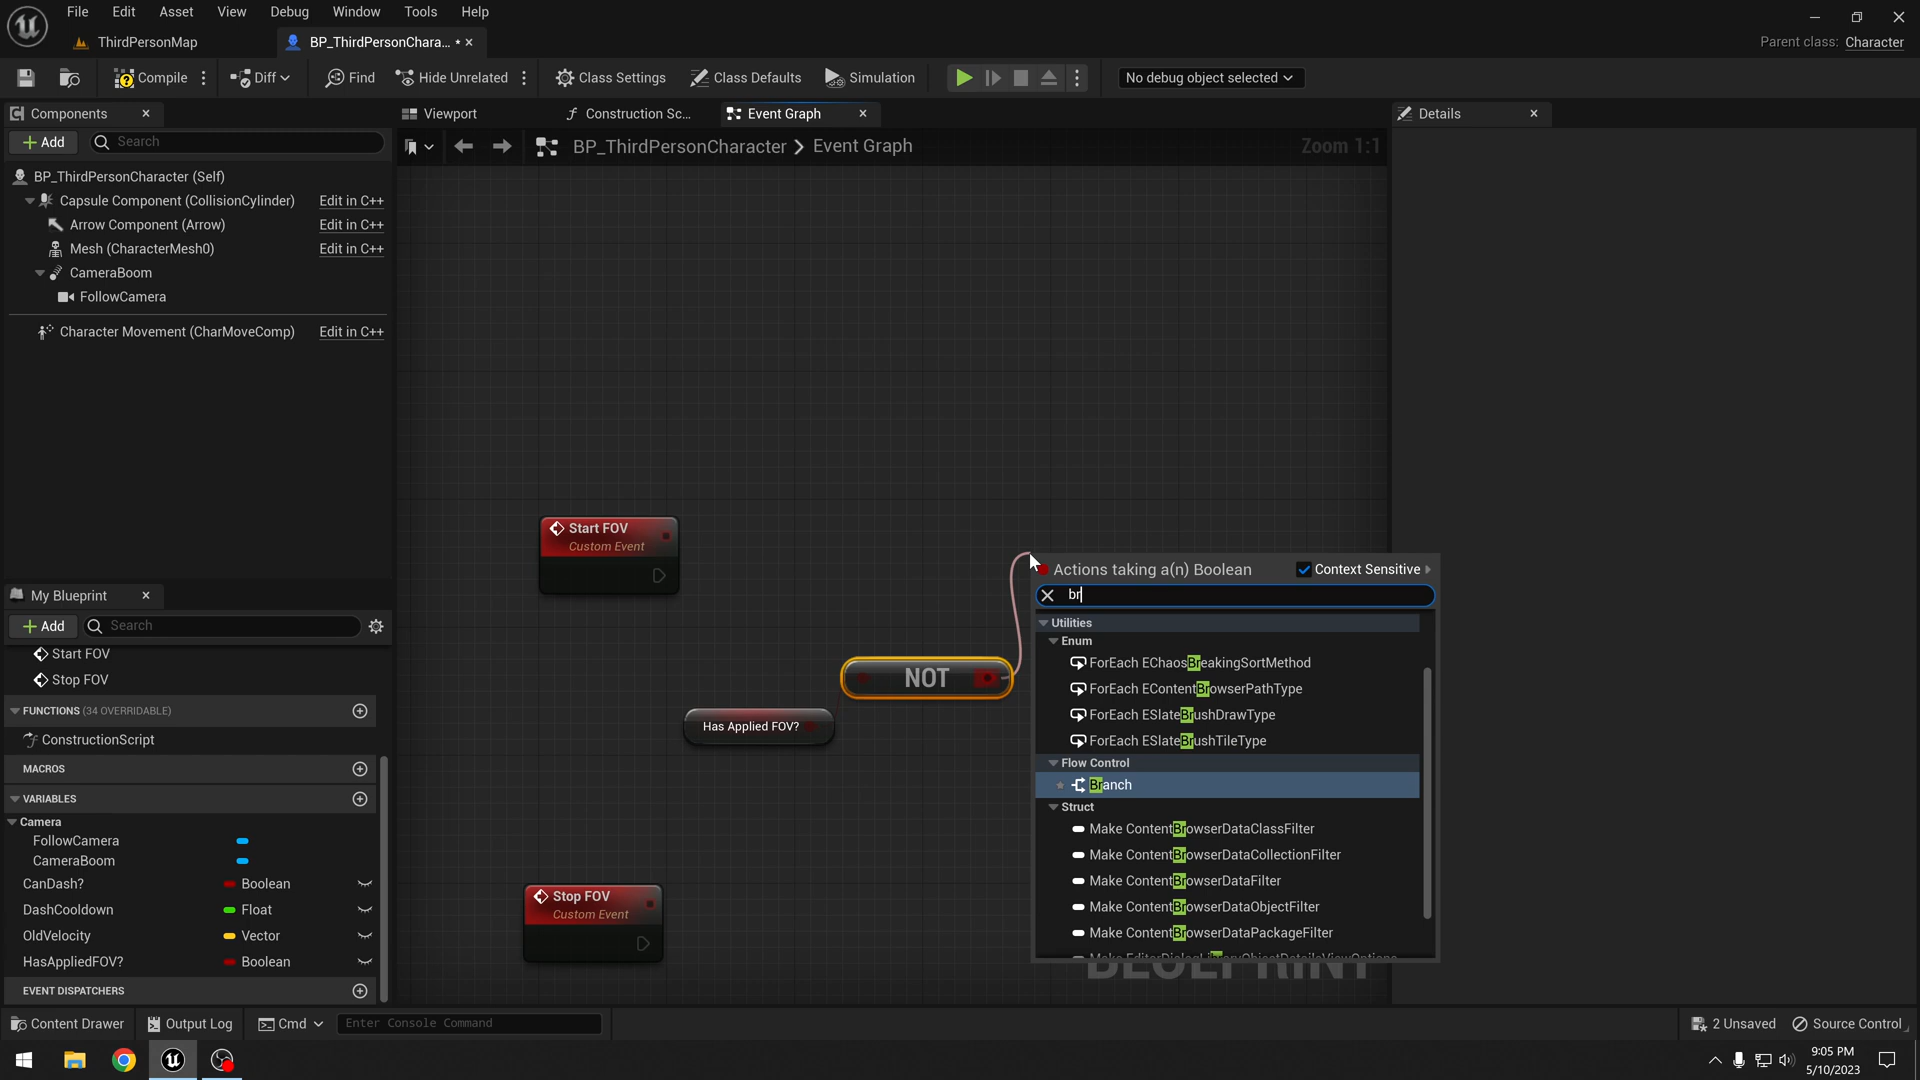 File Edit Asset View Debug Window Tools Help
ThirdPersonMap
BP_ThirdPersonChara... *
Parent class: Character
Compile
Diff
Find
Hide Unrelated
Class Settings
Class Defaults
Simulation
No debug object selected
Components
Viewport
Construction Sc...
Event Graph
Details
Add
Search
BP_ThirdPersonCharacter > Event Graph
Zoom 1:1
BP_ThirdPersonCharacter (Self)
Capsule Component (CollisionCylinder) Edit in C++
Arrow Component (Arrow) Edit in C++
Mesh (CharacterMesh0) Edit in C++
CameraBoom
FollowCamera
Character Movement (CharMoveComp) Edit in C++
Start FOV
Custom Event
NOT
Has Applied FOV?
Stop FOV
Custom Event
Actions taking a(n) Boolean
Context Sensitive
br
Utilities
Enum
ForEach EChaosBreakingSortMethod
ForEach EContentBrowserPathType
ForEach ESlateBrushDrawType
ForEach ESlateBrushTileType
Flow Control
Branch
Struct
Make ContentBrowserDataClassFilter
Make ContentBrowserDataCollectionFilter
Make ContentBrowserDataFilter
Make ContentBrowserDataObjectFilter
Make ContentBrowserDataPackageFilter
BLUEPRINT
My Blueprint
Add
Search
Start FOV
Stop FOV
FUNCTIONS (34 OVERRIDABLE)
ConstructionScript
MACROS
VARIABLES
Camera
FollowCamera
CameraBoom
CanDash? Boolean
DashCooldown Float
OldVelocity Vector
HasAppliedFOV? Boolean
EVENT DISPATCHERS
Content Drawer
Output Log
Cmd
Enter Console Command
2 Unsaved
Source Control
9:05 PM
5/10/2023